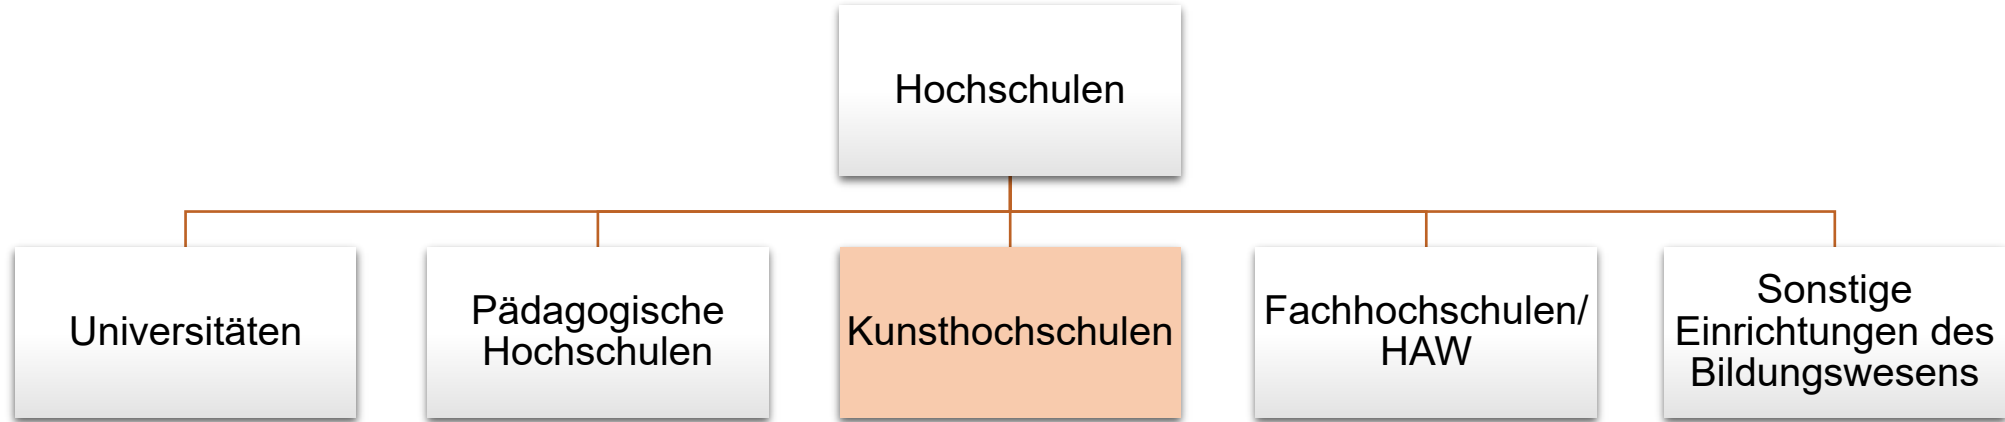 Hochschulen
Universitäten
Pädagogische
Hochschulen
Kunsthochschulen
Fachhochschulen/
HAW
Sonstige
Einrichtungen des
Bildungswesens